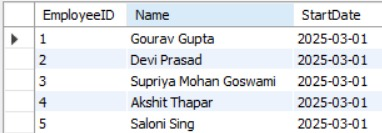 EmployeeID Name StartDate
1 Gourav Gupta 2025-03-01
2 Devi Prasad 2025-03-01
3 Supriya Mohan Goswami 2025-03-01
4 Akshit Thapar 2025-03-01
5 Saloni Sing 2025-03-01